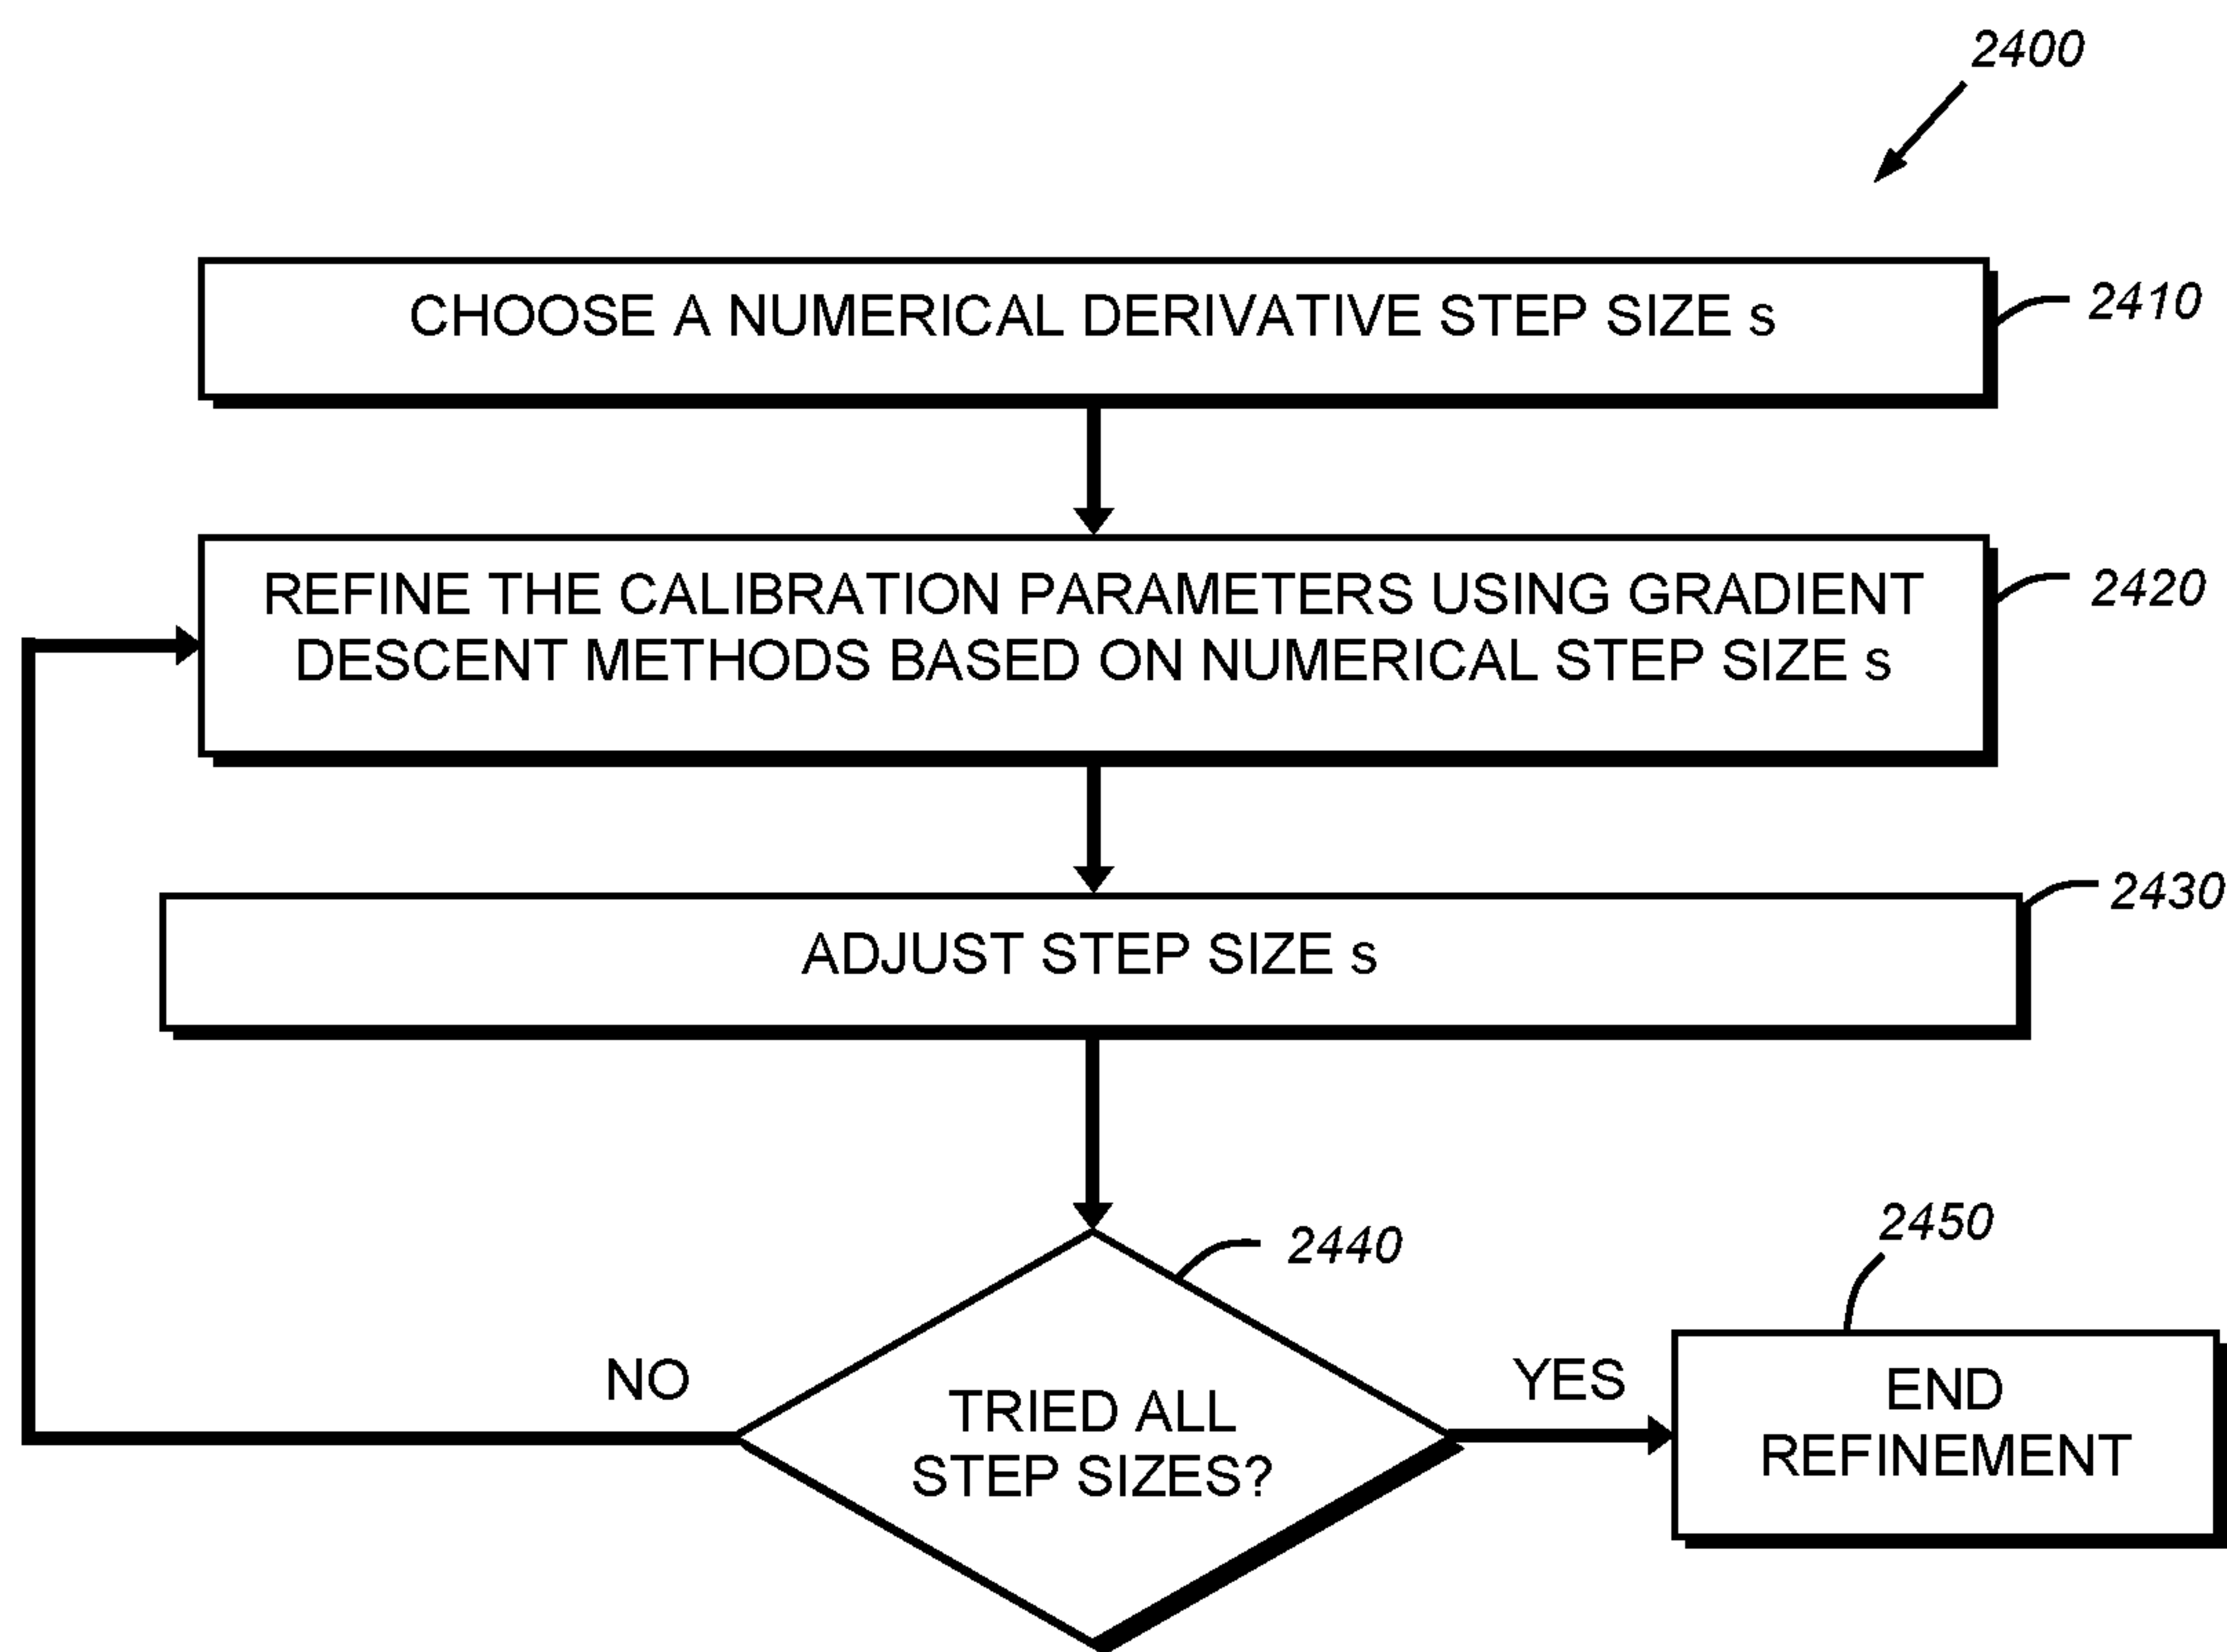 2400
CHOOSE A NUMERICAL DERIVATIVE STEP SIZE s
2410
REFINE THE CALIBRATION PARAMETERS USING GRADIENT
DESCENT METHODS BASED ON NUMERICAL STEP SIZE s
2420
ADJUST STEP SIZE s
2430
2440
2450
NO
TRIED ALL
STEP SIZES?
YES
END
REFINEMENT